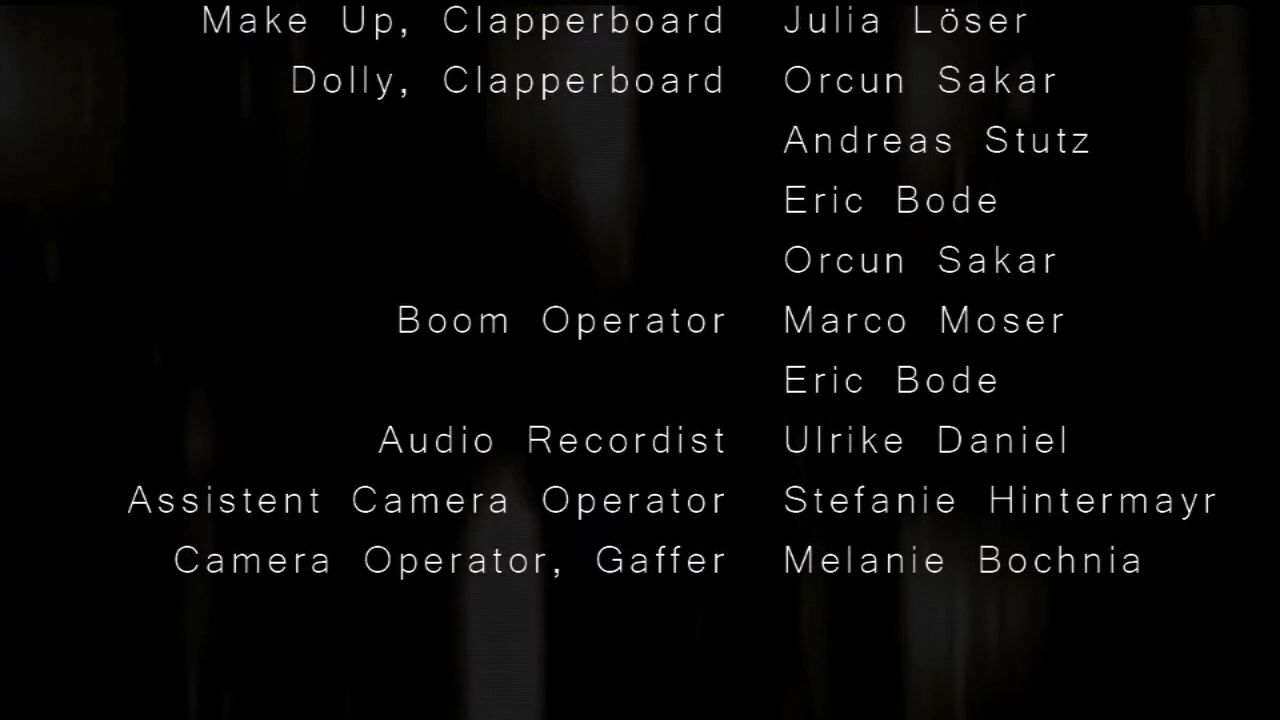 Make Up, Clapperboard Julia Löser
Dolly, Clapperboard Orcun Sakar
Andreas Stutz
Eric Bode
Orcun Sakar
Boom Operator Marco Moser
Eric Bode
Audio Recordist Ulrike Daniel
Assistent Camera Operator Stefanie Hintermayr
Camera Operator, Gaffer Melanie Bochnia